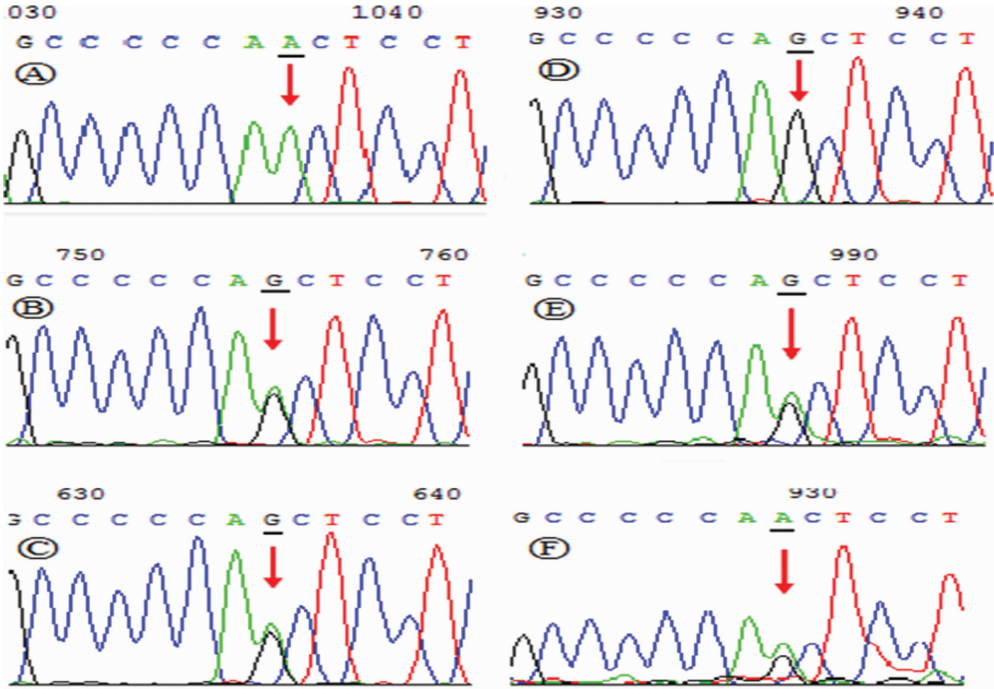 030 1040
G C C C C C A A C T C C T
A
930 940
G C C C C C A G C T C C T
D
750 760
G C C C C C A G C T C C T
B
990
G C C C C C A G C T C C T
E
630 640
G C C C C C A G C T C C T
C
930
G C C C C C A A C T C C T
F